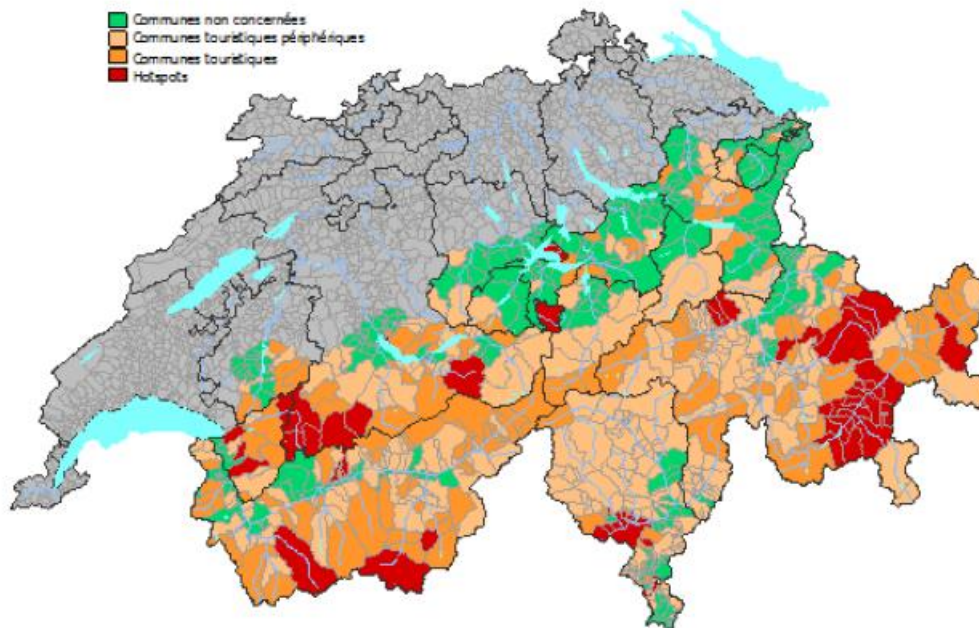 Communes non concernées
Communes touristiques périphériques
Communes touristiques
Hotspots